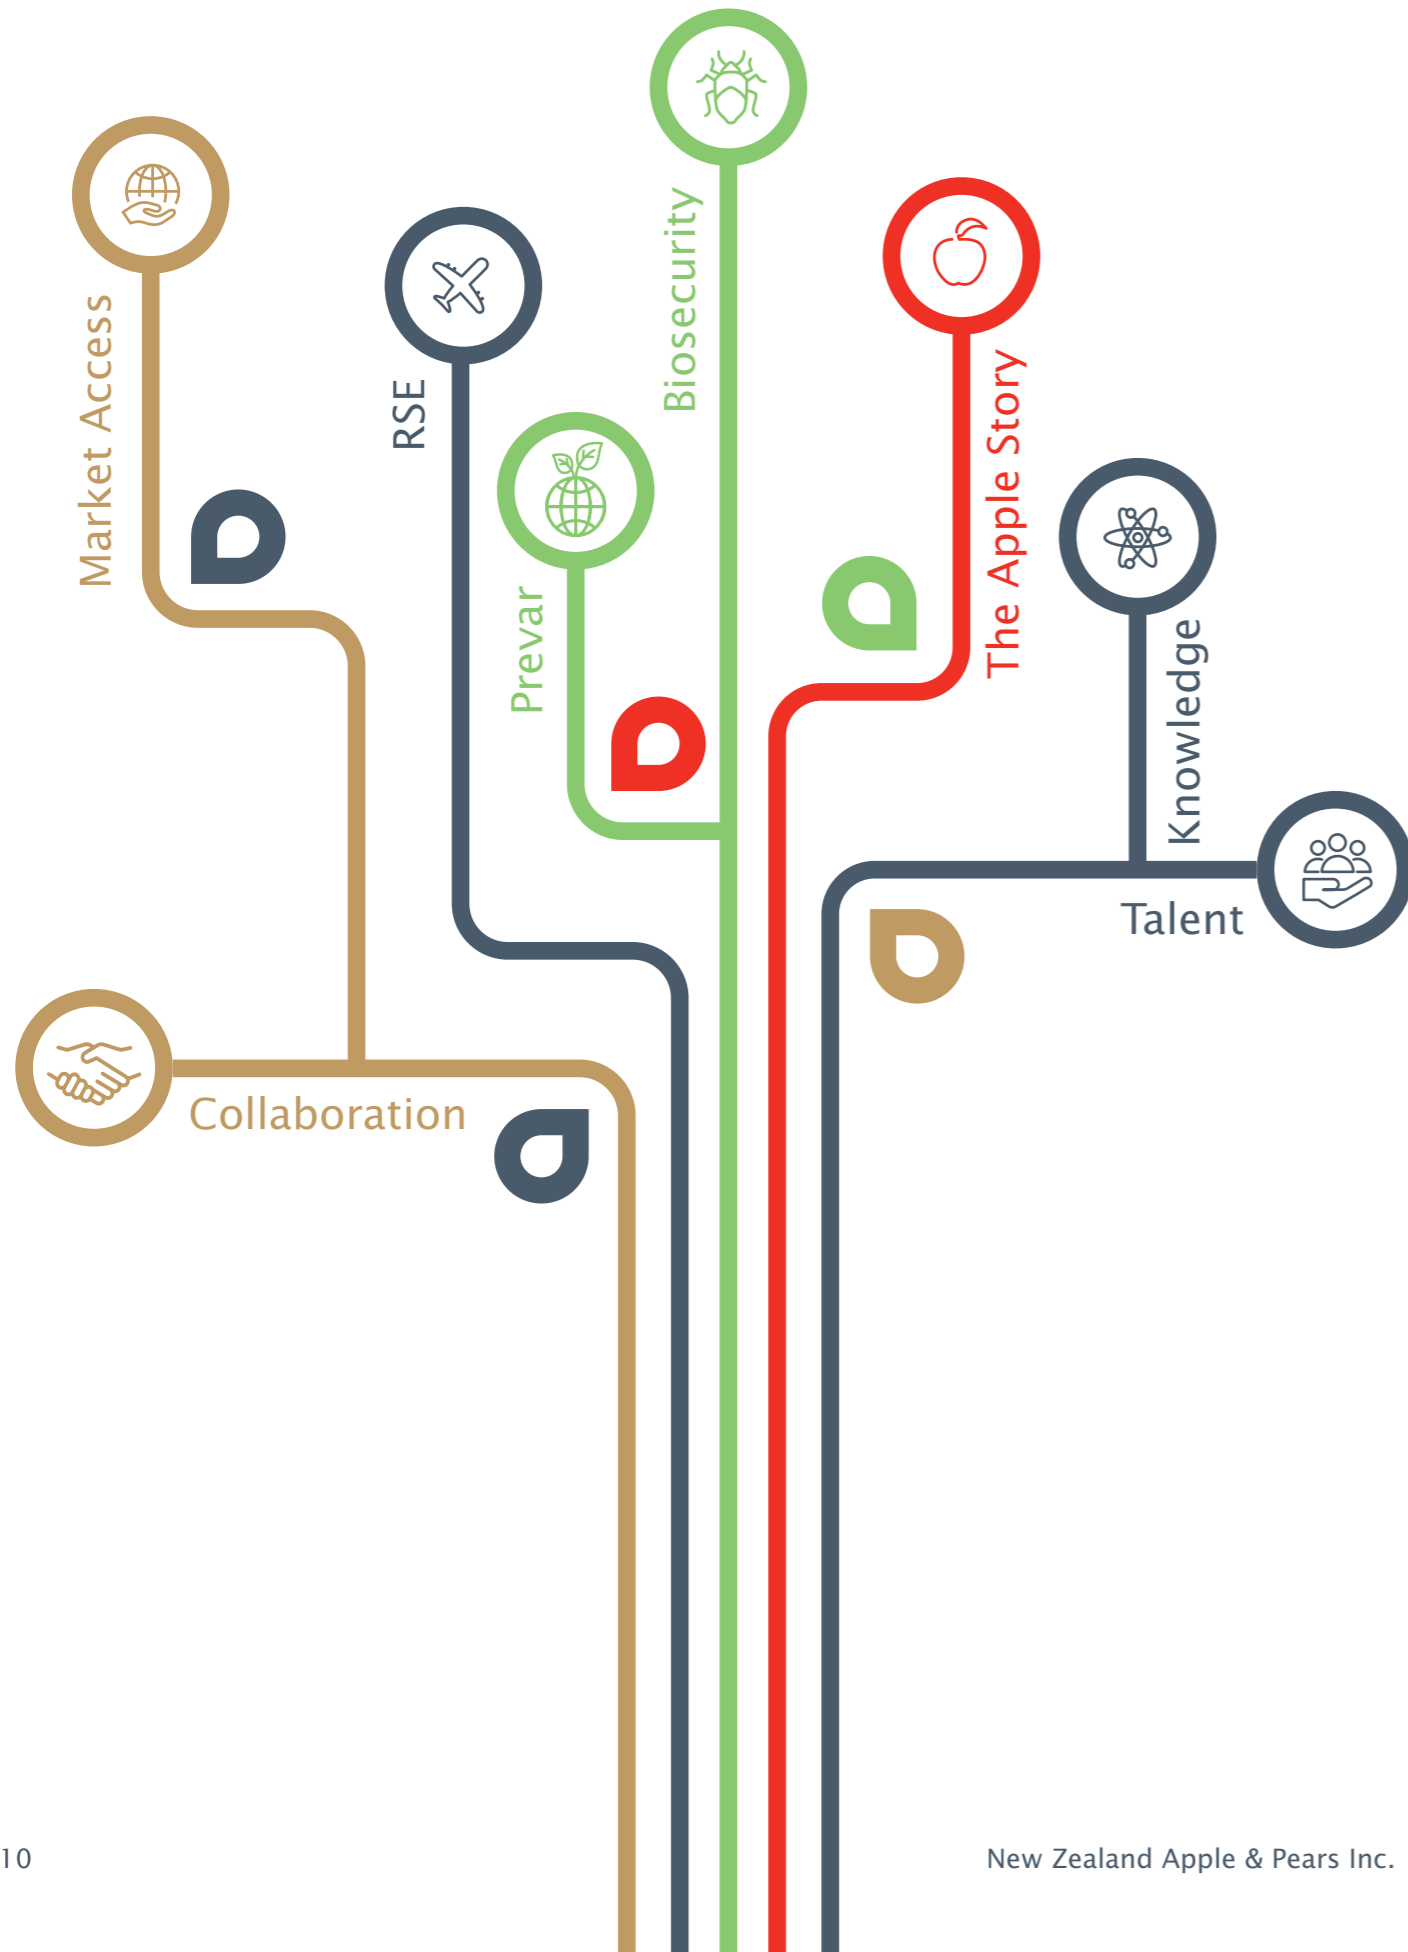 Biosecurity
Market Access
RSE
The Apple Story
Prevar
Knowledge
Talent
Collaboration
10
New Zealand Apple & Pears Inc.